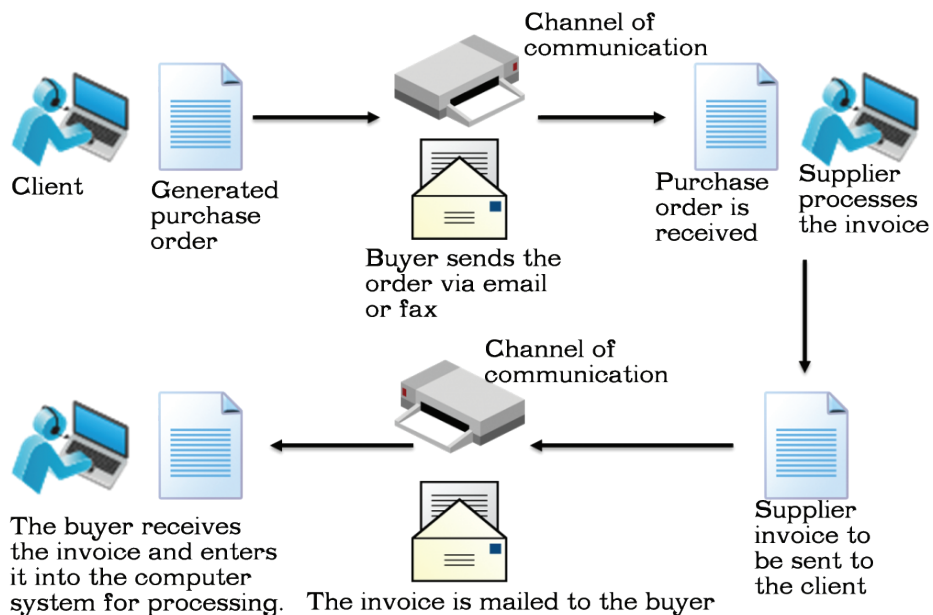 Channel of
communication
Client
Generated
purchase
order
Buyer sends the
order via email
or fax
Purchase
order is
received
Supplier
processes
the invoice
Channel of
communication
The buyer receives
the invoice and enters
it into the computer
system for processing.
The invoice is mailed to the buyer
Supplier
invoice to
be sent to
the client